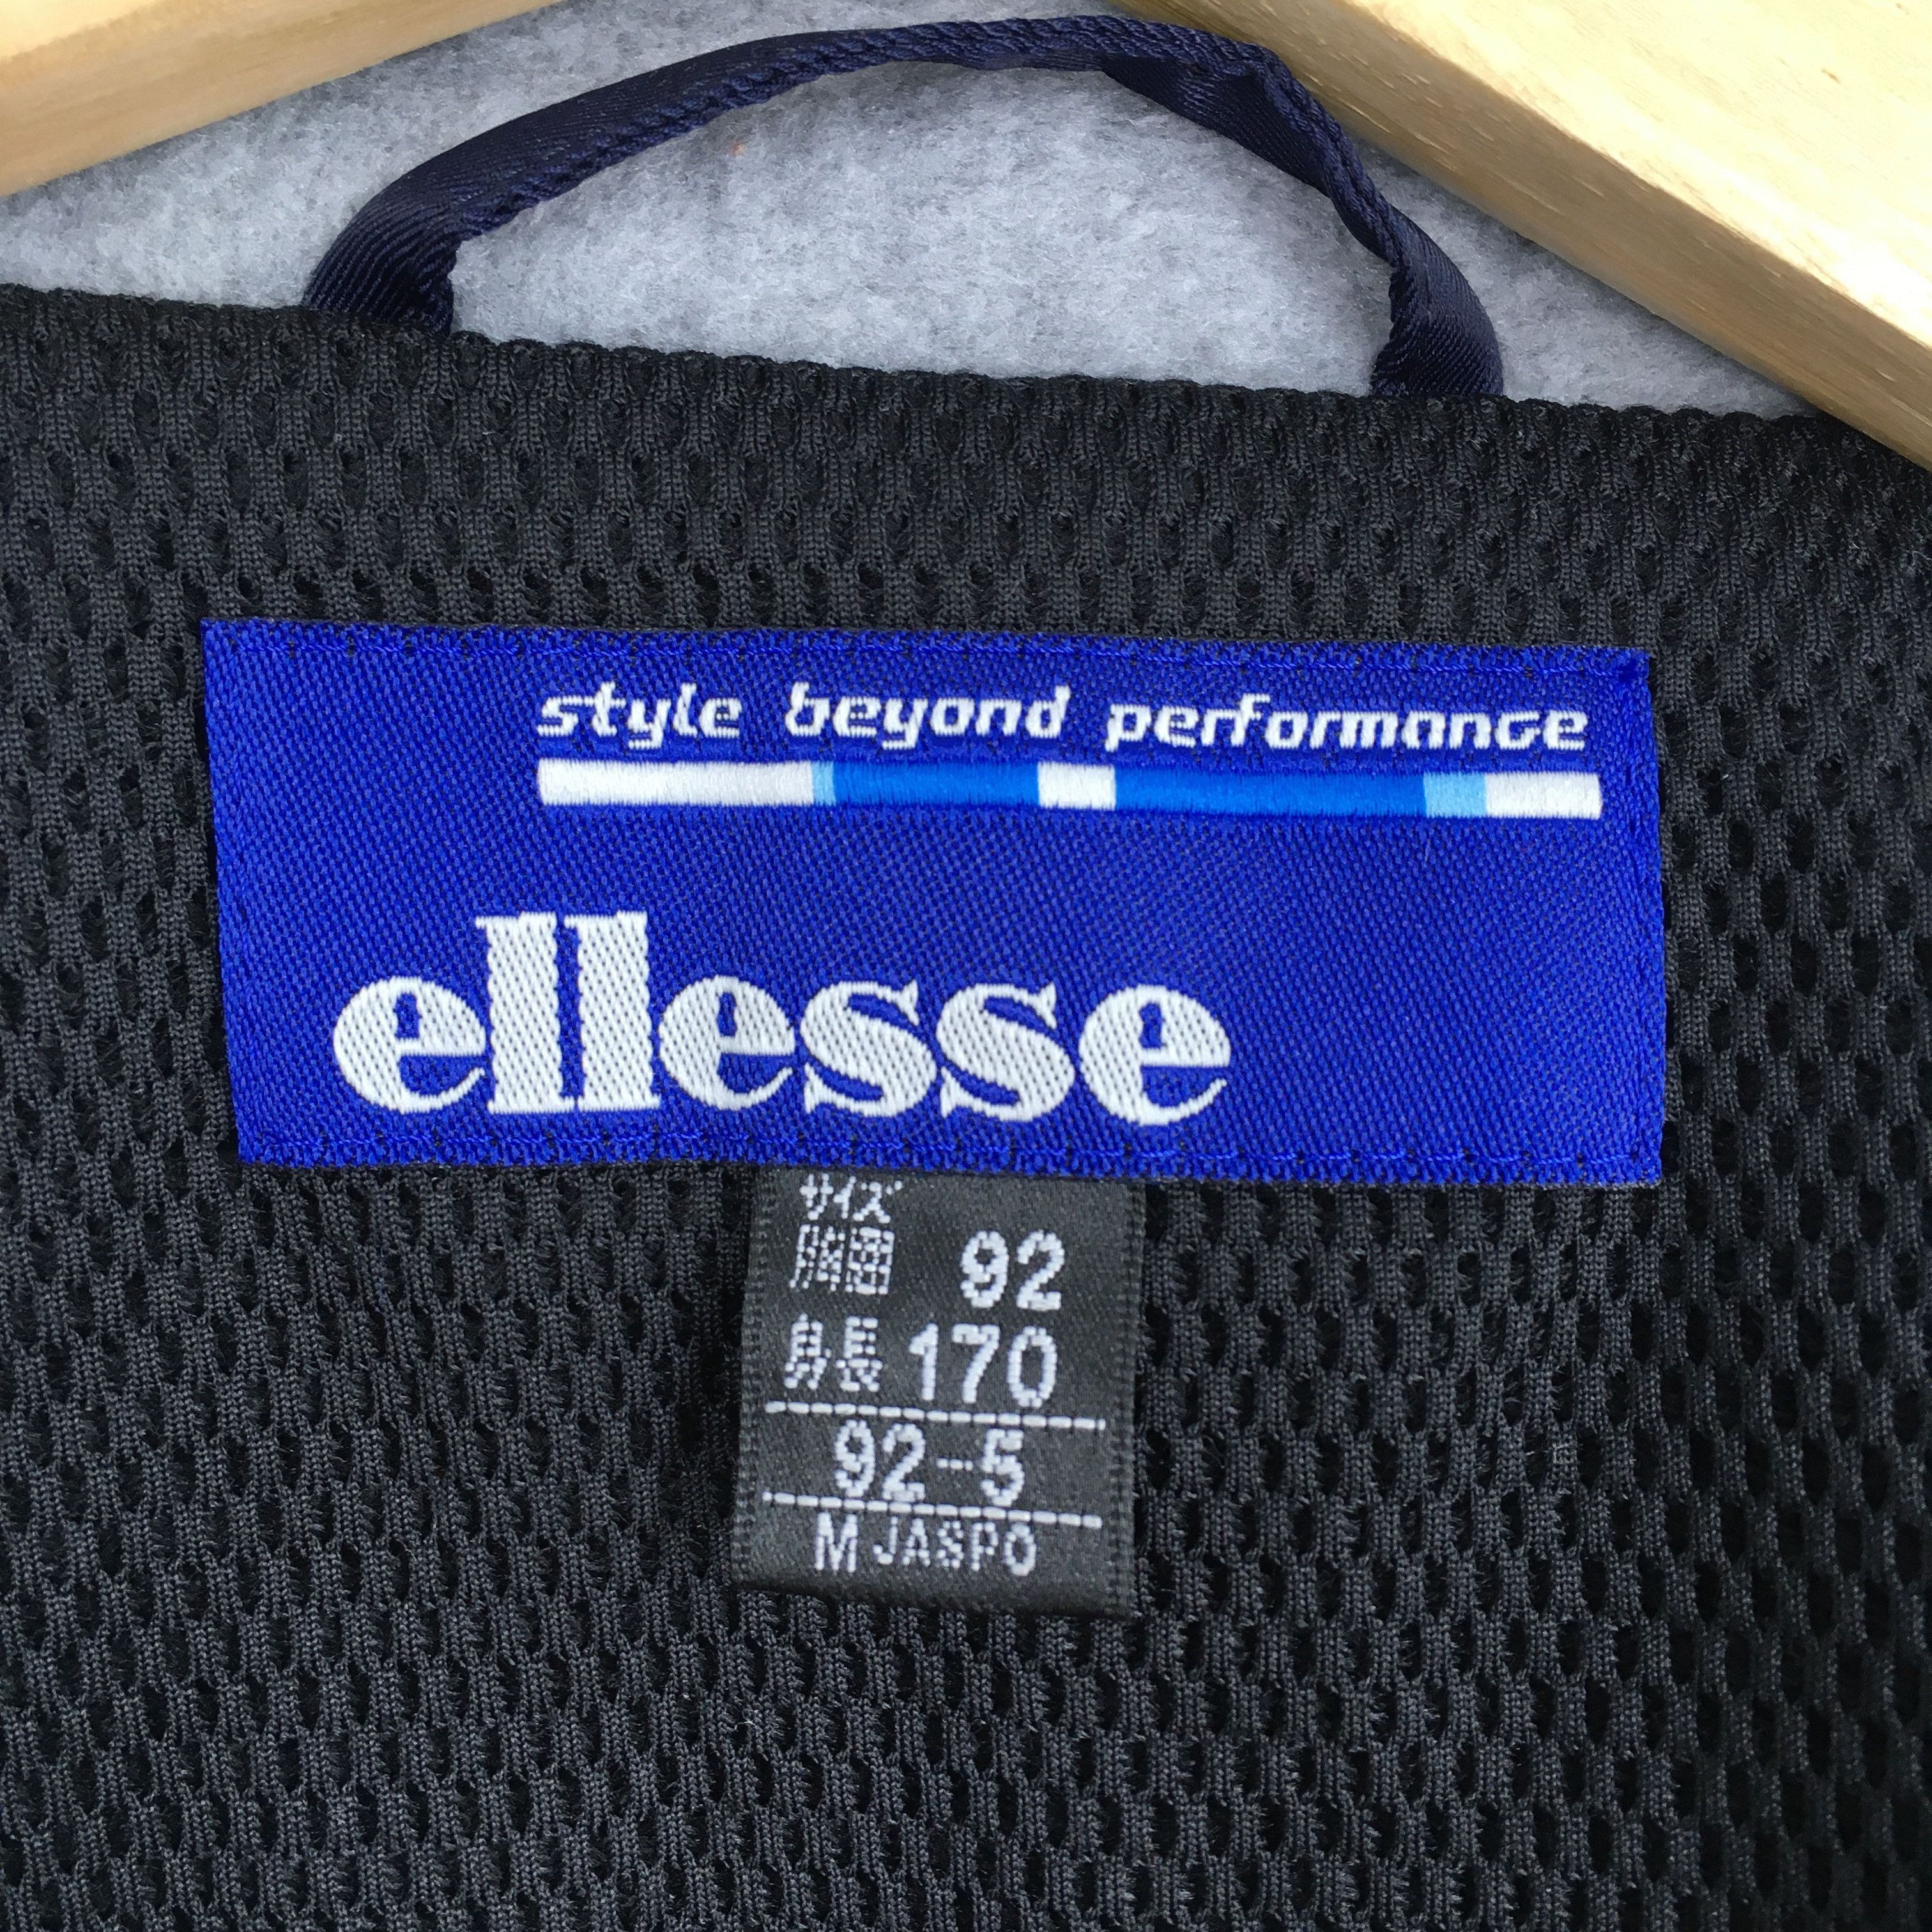 style beyond performance
ellesse
サイズ
胸囲 92
身長 170
92-5
M JASPO